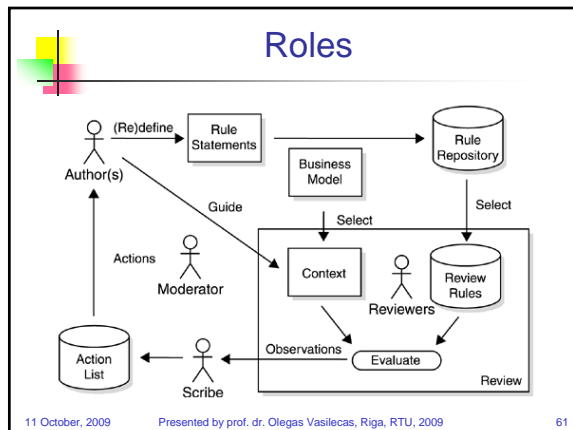 Roles
(Re)define
Rule
Statements
Rule
Repository
Author(s)
Business
Model
Guide
Select
Select
Actions
Moderator
Context
Reviewers
Review
Rules
Observations
Evaluate
Action
List
Scribe
Review
11 October, 2009
Presented by prof. dr. Olegas Vasilecas, Riga, RTU, 2009
61